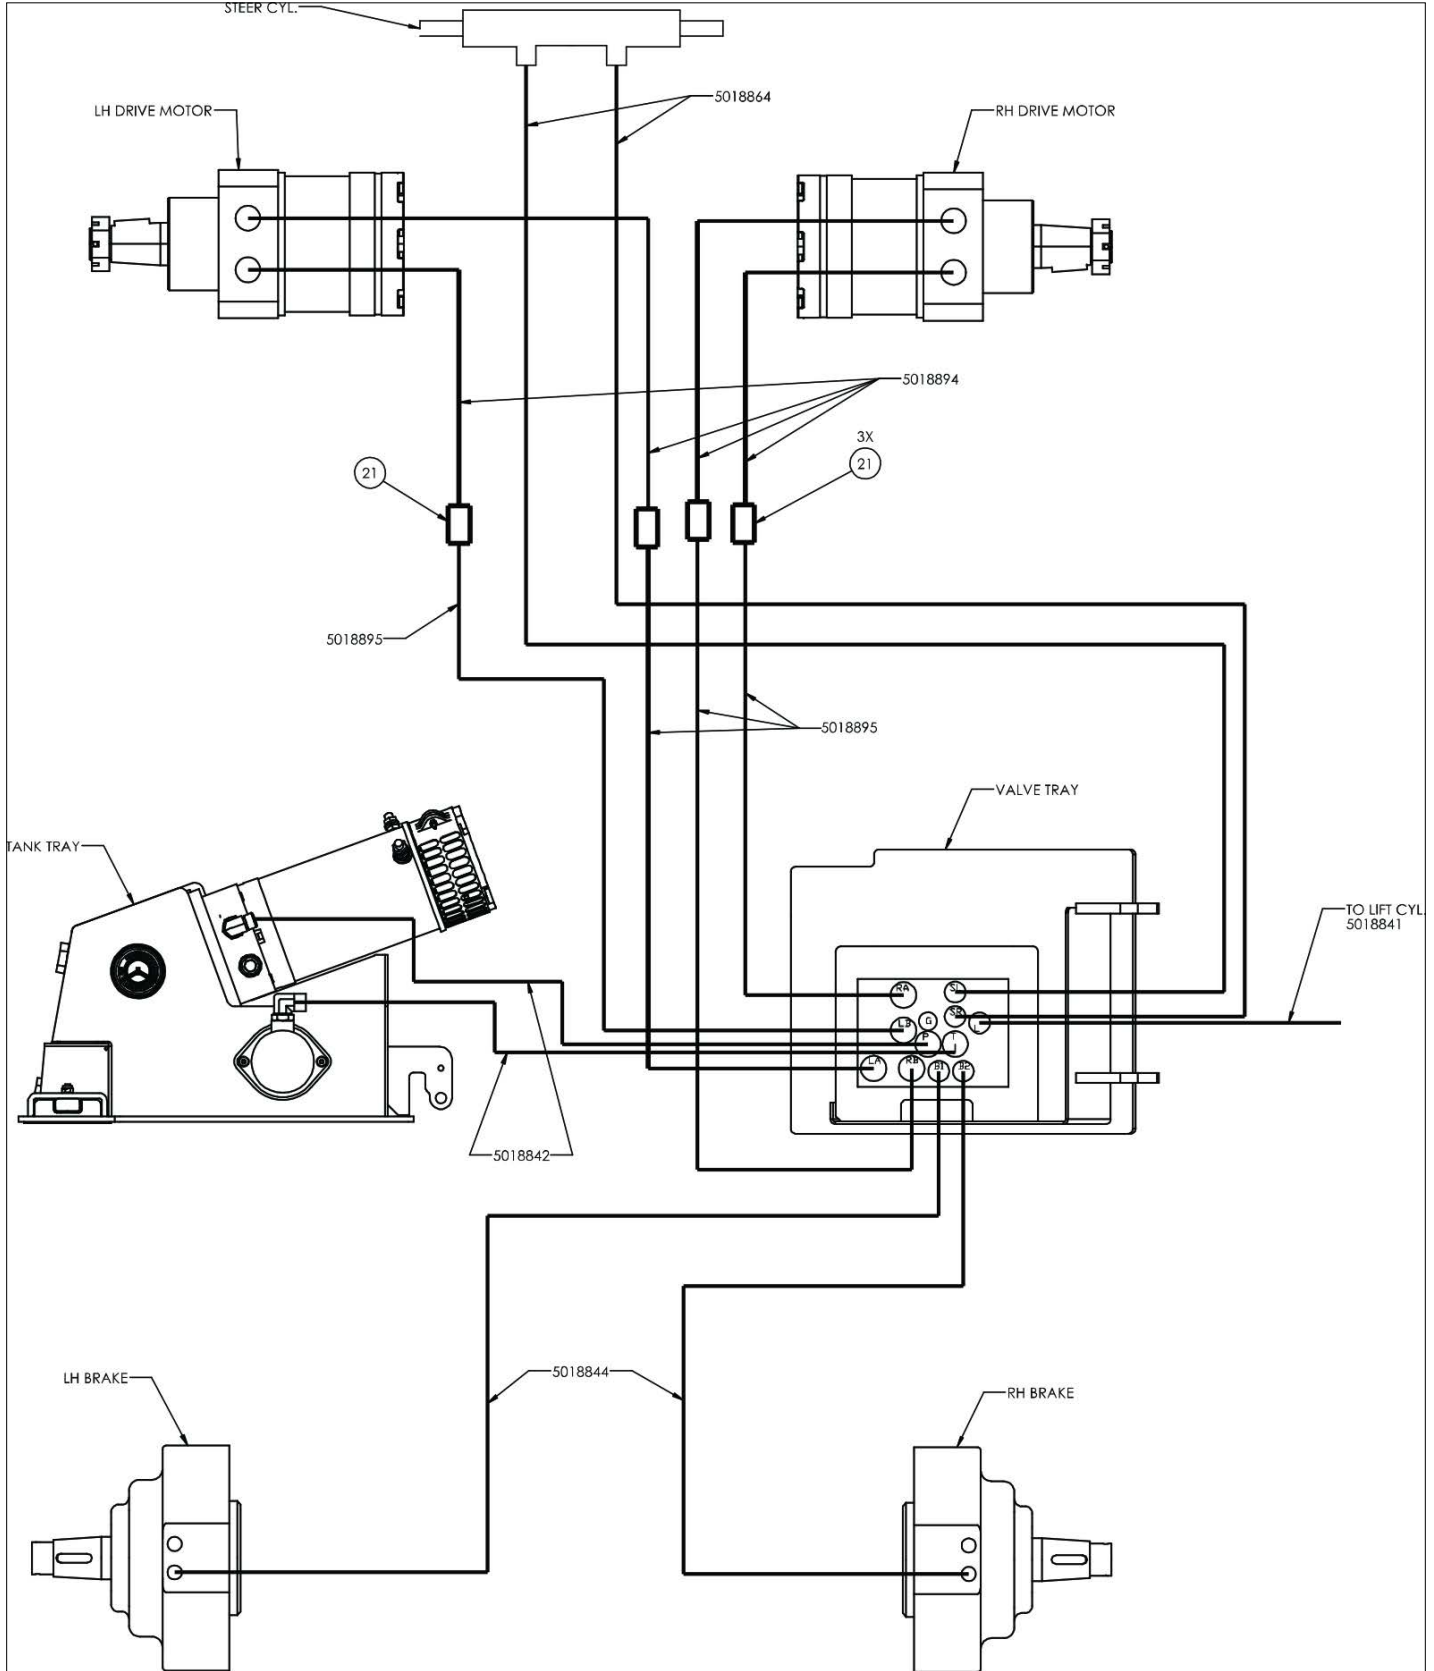 STEER CYL.
5018864
LH DRIVE MOTOR
RH DRIVE MOTOR
5018894
3X
21
21
5018895
5018895
VALVE TRAY
TANK TRAY
TO LIFT CYL.
5018841
RA
SL
SR
G
L
LB
P
T
LA
RB
B1
B2
5018842
5018844
LH BRAKE
RH BRAKE